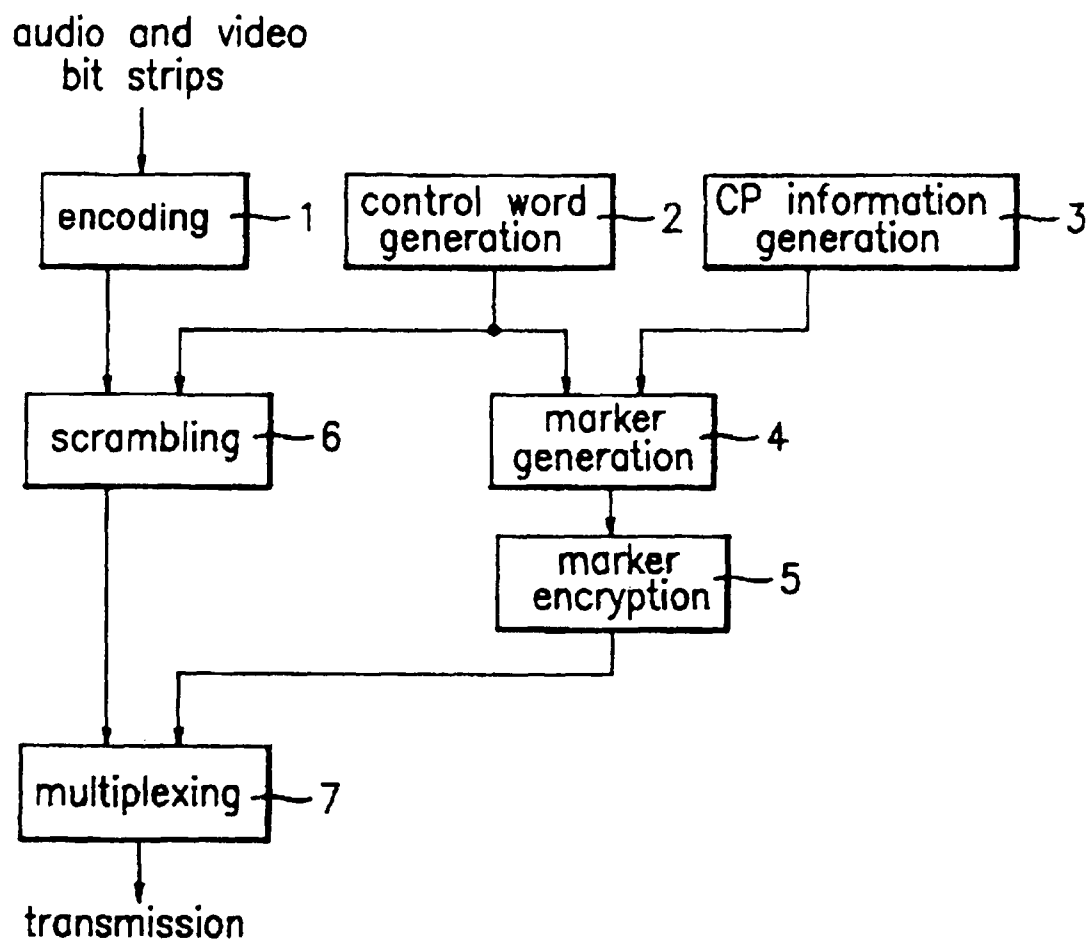 audio and video
bit strips
encoding
1
control word
generation
2
CP information
generation
3
scrambling
6
marker
generation
4
marker
encryption
5
multiplexing
7
transmission